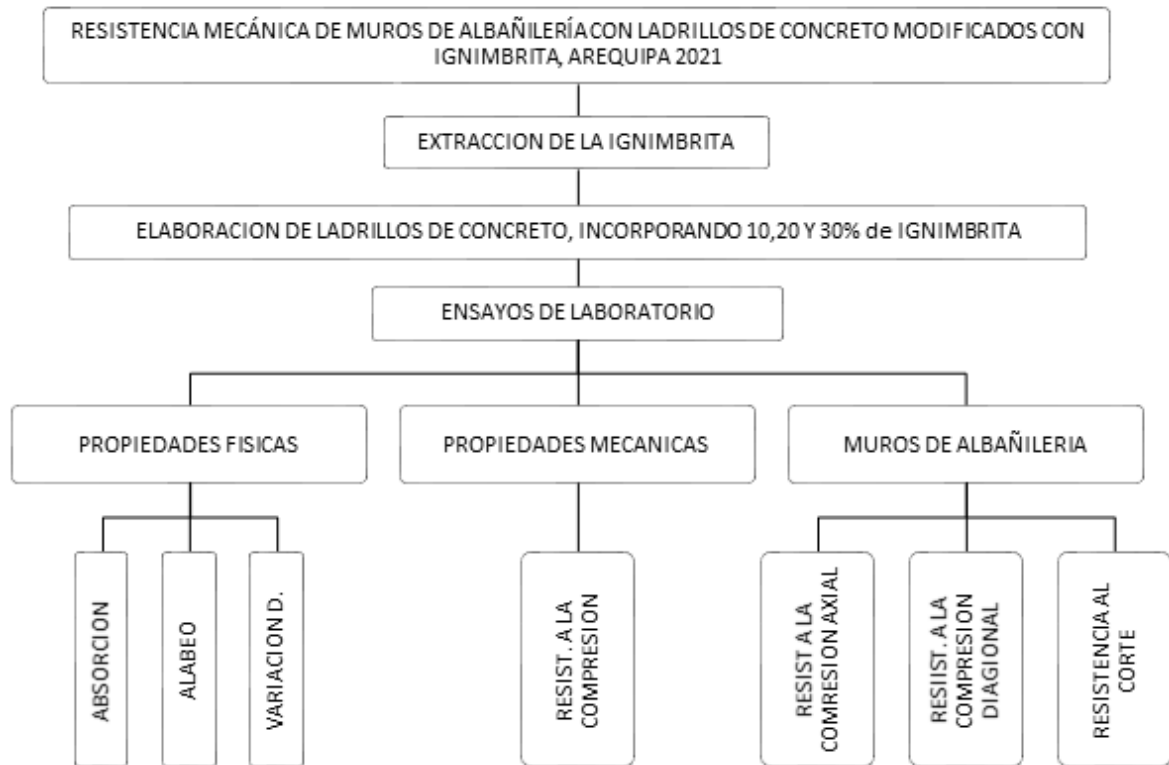 RESISTENCIA MECÁNICA DE MUROS DE ALBAÑILERÍA CON LADRILLOS DE CONCRETO MODIFICADOS CON
IGNIMBRITA, AREQUIPA 2021
EXTRACCION DE LA IGNIMBRITA
ELABORACION DE LADRILLOS DE CONCRETO, INCORPORANDO 10,20 Y 30% de IGNIMBRITA
ENSAYOS DE LABORATORIO
PROPIEDADES FISICAS
PROPIEDADES MECANICAS
MUROS DE ALBAÑILERIA
ABSORCION
ALABEO
VARIACION D.
RESIST. A LA
COMPRESION
RESIST A LA
COMRESION AXIAL
RESIIST. A LA
COMPRESION
DIAGIONAL
RESISTENCIA AL
CORTE